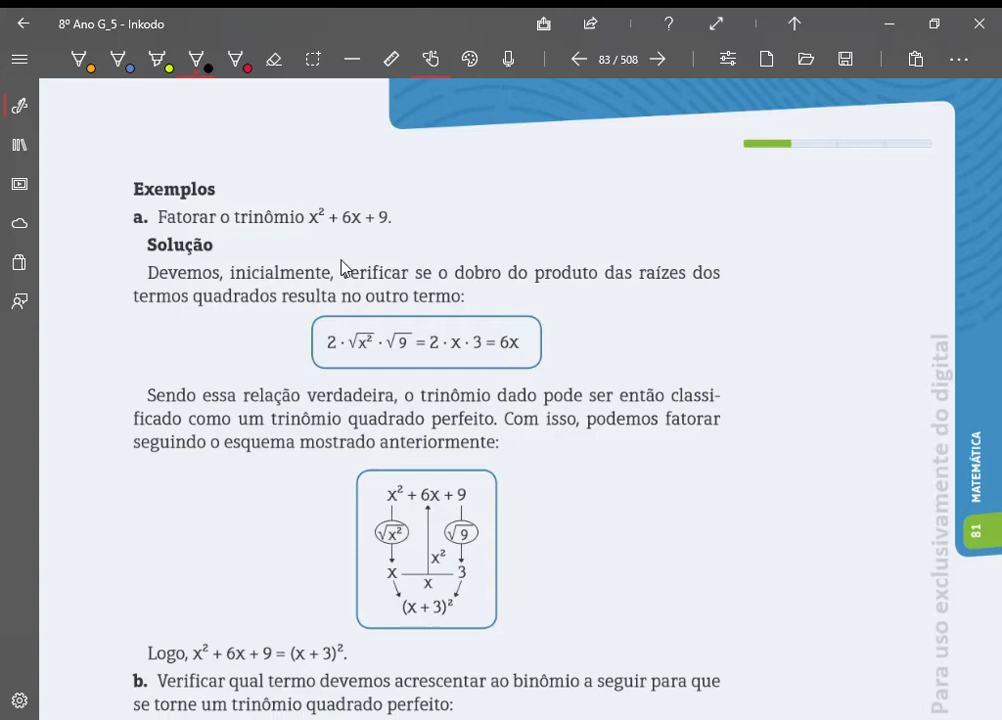 8º Ano G_5 - Inkodo
83 / 508
Exemplos
a. Fatorar o trinômio x² + 6x + 9.
Solução
Devemos, inicialmente, verificar se o dobro do produto das raízes dos
termos quadrados resulta no outro termo:
2 · √x² · √9 = 2 · x · 3 = 6x
Sendo essa relação verdadeira, o trinômio dado pode ser então classi-
ficado como um trinômio quadrado perfeito. Com isso, podemos fatorar
seguindo o esquema mostrado anteriormente:
x² + 6x + 9
√x² √9
x²
x 3
x
(x + 3)²
Logo, x² + 6x + 9 = (x + 3)².
b. Verificar qual termo devemos acrescentar ao binômio a seguir para que
se torne um trinômio quadrado perfeito:
Para uso exclusivamente do digital
MATEMÁTICA
81